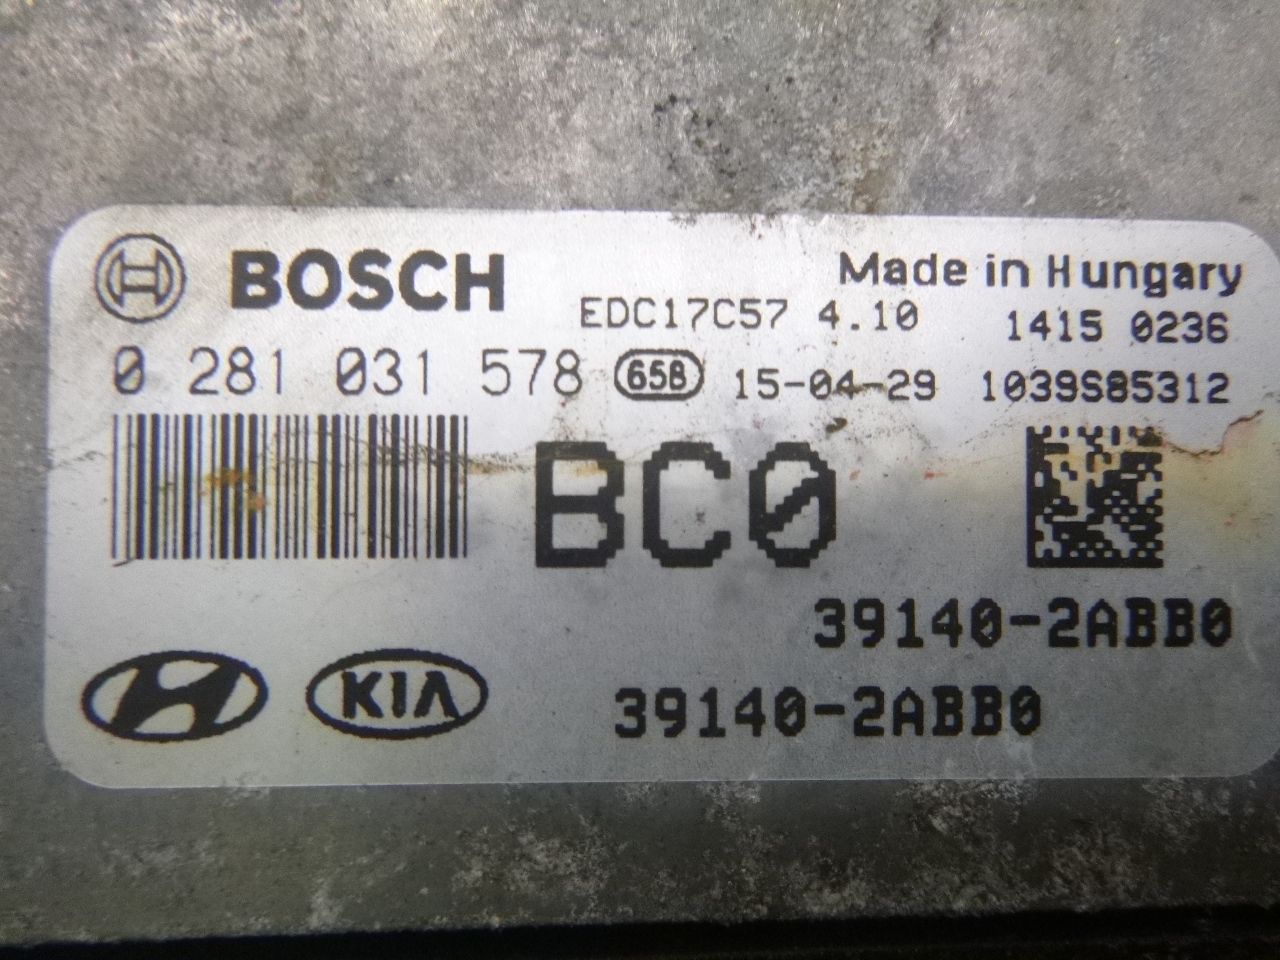 BOSCH
Made in Hungary
EDC17C57 4.10 1415 0236
0 281 031 578 65B 15-04-29 1039S85312
BC0
39140-2ABB0
KIA 39140-2ABB0